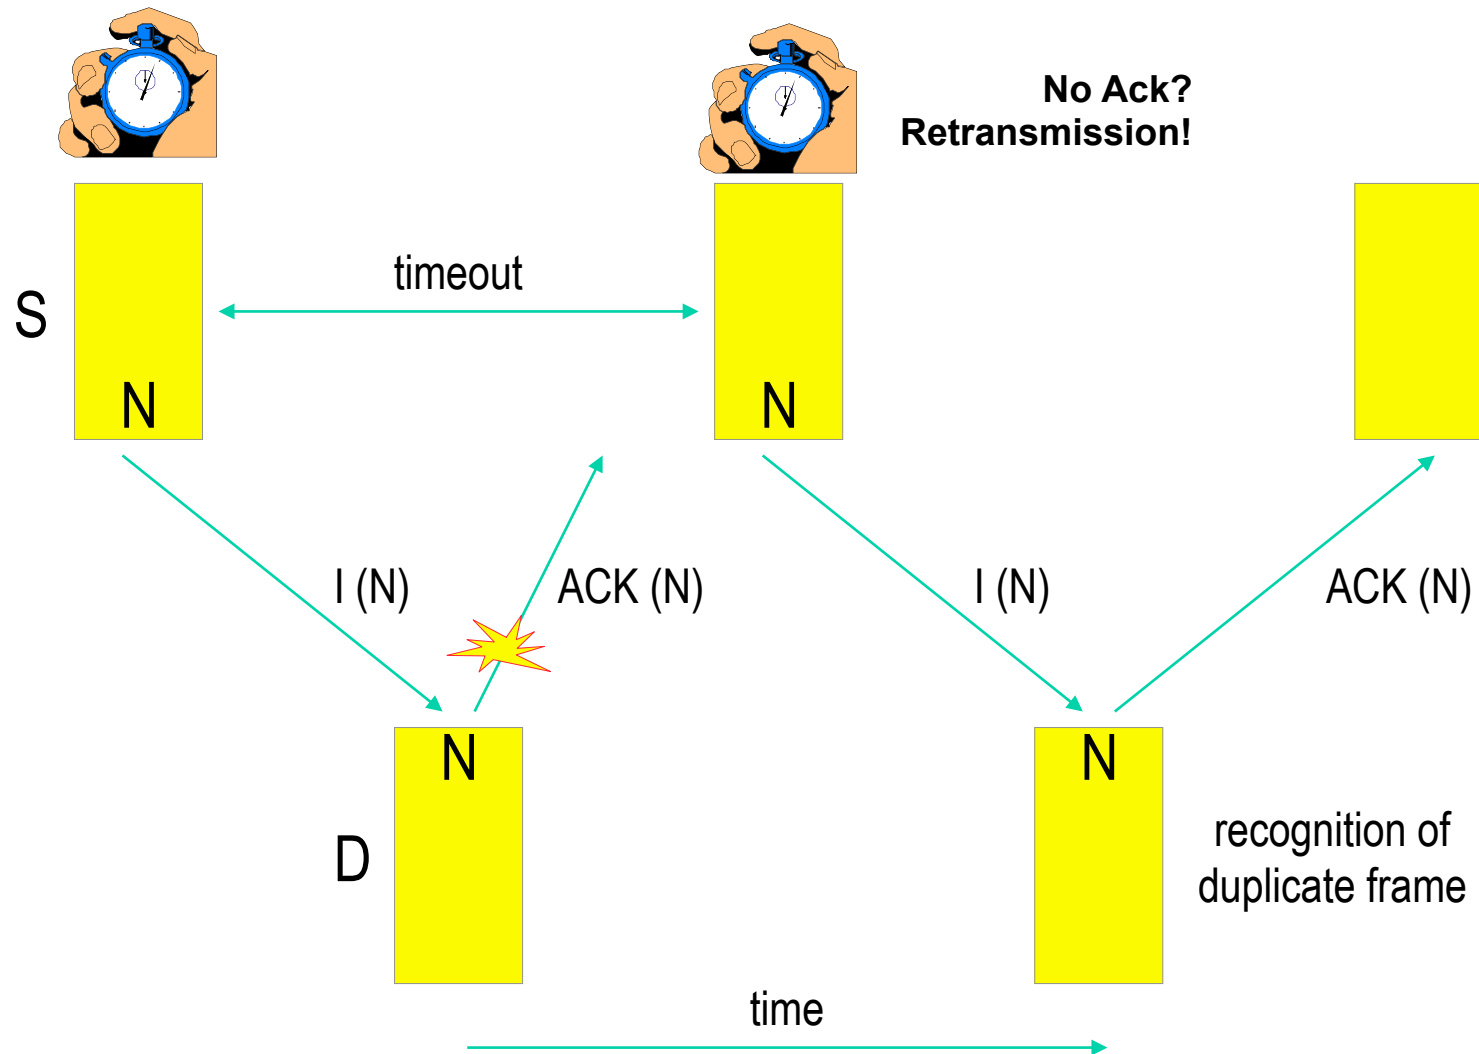 No Ack?
Retransmission!
timeout
S
N
N
I (N)
ACK (N)
I (N)
ACK (N)
N
N
D
recognition of
duplicate frame
time